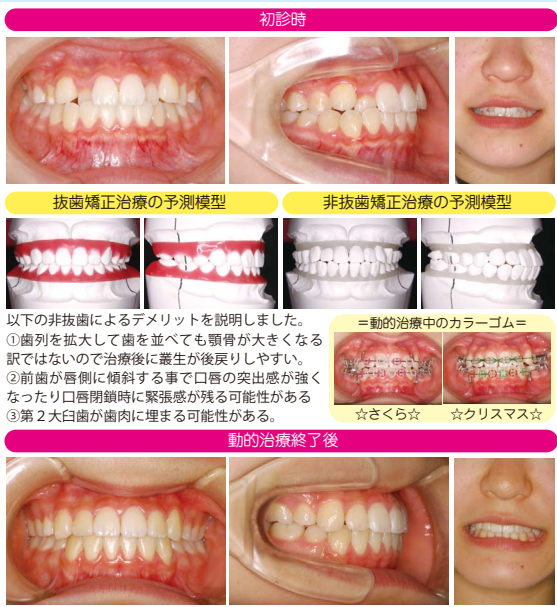 初診時
抜歯矯正治療の予測模型
非抜歯矯正治療の予測模型
以下の非抜歯によるデメリットを説明しました。
①歯列を拡大して歯を並べても顎骨が大きくなる
訳ではないので治療後に叢生が後戻りしやすい。
②前歯が唇側に傾斜する事で口唇の突出感が強く
なったり口唇閉鎖時に緊張感が残る可能性がある
③第2大臼歯が歯肉に埋まる可能性がある。
=動的治療中のカラーゴム=
☆さくら☆
☆クリスマス☆
動的治療終了後